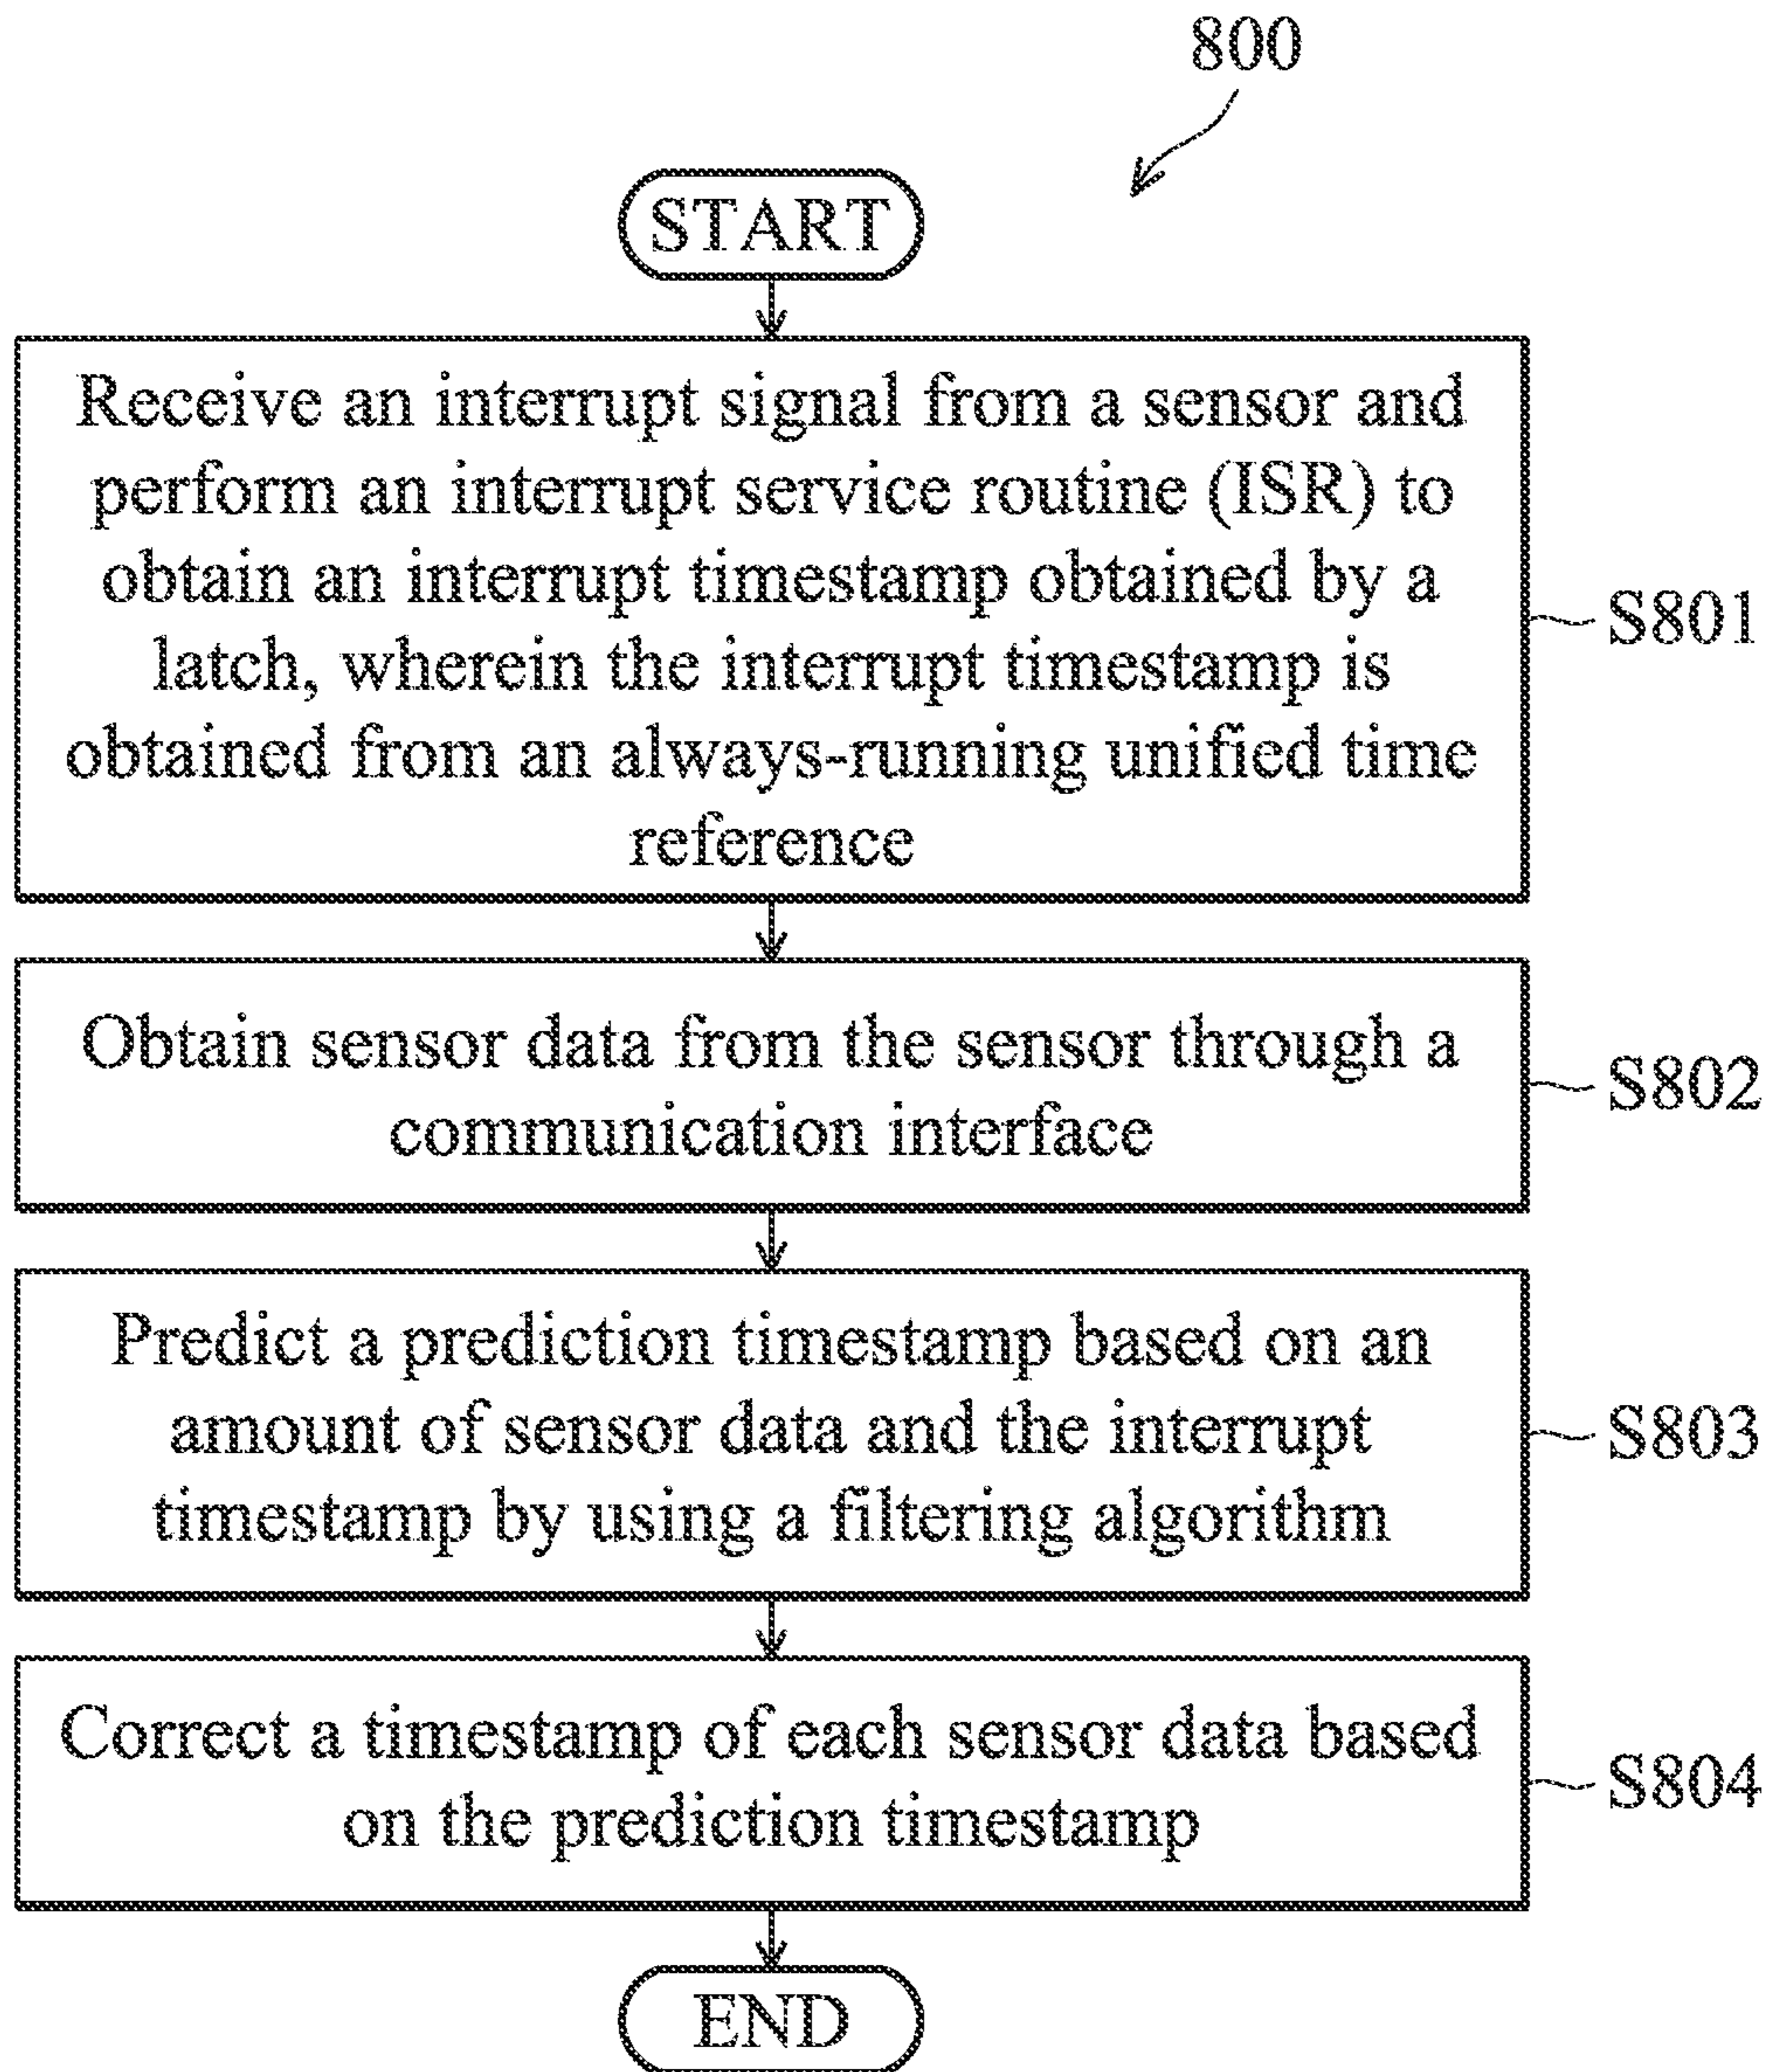 800
START
Receive an interrupt signal from a sensor and
perform an interrupt service routine (ISR) to
obtain an interrupt timestamp obtained by a
latch, wherein the interrupt timestamp is
obtained from an always-running unified time
reference
S801
Obtain sensor data from the sensor through a
communication interface
S802
Predict a prediction timestamp based on an
amount of sensor data and the interrupt
timestamp by using a filtering algorithm
S803
Correct a timestamp of each sensor data based
on the prediction timestamp
S804
END